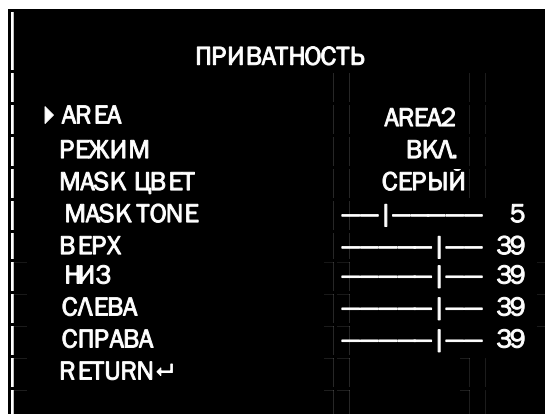 ПРИВАТНОСТЬ
AREA AREA2
РЕЖИМ ВКЛ.
MASK ЦВЕТ СЕРЫЙ
MASK TONE 5
ВЕРХ 39
НИЗ 39
СЛЕВА 39
СПРАВА 39
RETURN↵